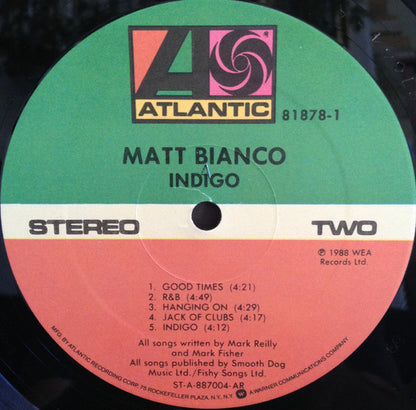 ATLANTIC
81878-1
MATT BIANCO
INDIGO
STEREO TWO
℗ 1988 WEA
Records Ltd.
1. GOOD TIMES (4:21)
2. R&B (4:49)
3. HANGING ON (4:29)
4. JACK OF CLUBS (4:17)
5. INDIGO (4:12)
All songs written by Mark Reilly
and Mark Fisher
All songs published by Smooth Dog
Music Ltd./Fishy Songs Ltd.
ST-A-887004-AR
MFG. BY ATLANTIC RECORDING CORP. 75 ROCKEFELLER PLAZA, N.Y., N.Y. A WARNER COMMUNICATIONS COMPANY